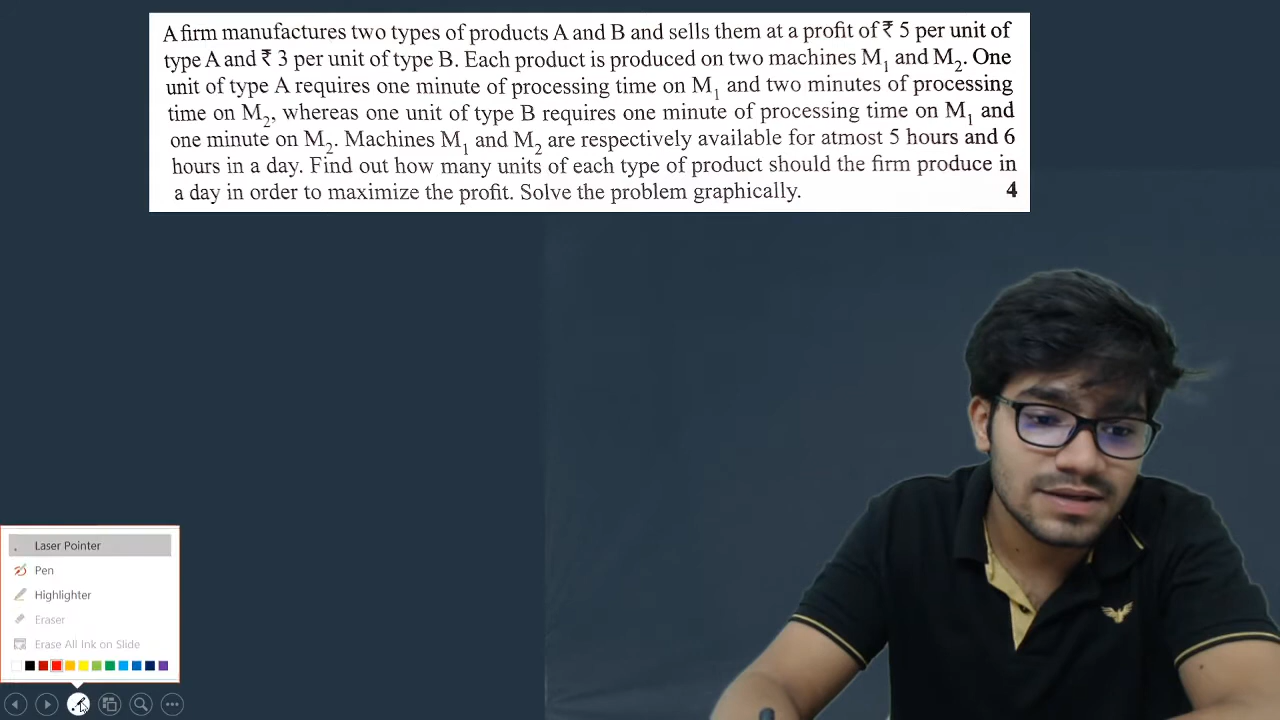 A firm manufactures two types of products A and B and sells them at a profit of ₹ 5 per unit of
type A and ₹ 3 per unit of type B. Each product is produced on two machines M₁ and M₂. One
unit of type A requires one minute of processing time on M₁ and two minutes of processing
time on M₂, whereas one unit of type B requires one minute of processing time on M₁ and
one minute on M₂. Machines M₁ and M₂ are respectively available for atmost 5 hours and 6
hours in a day. Find out how many units of each type of product should the firm produce in
a day in order to maximize the profit. Solve the problem graphically. 4
Laser Pointer
Pen
Highlighter
Eraser
Erase All Ink on Slide